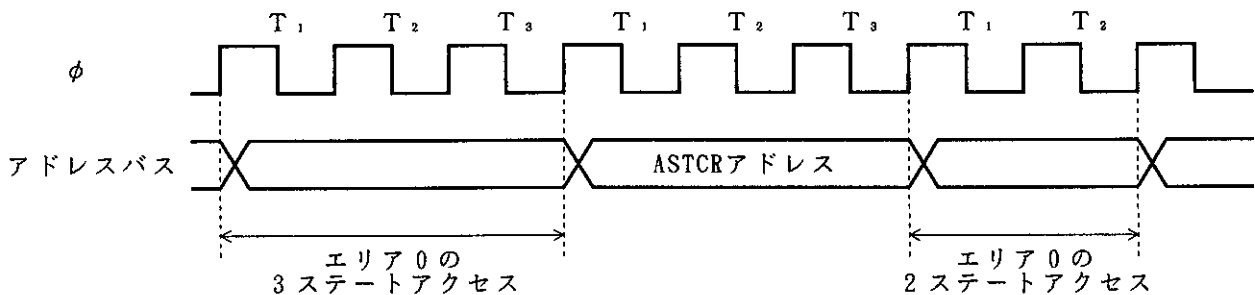 T₁ T₂ T₃ T₁ T₂ T₃ T₁ T₂
φ
アドレスバス
ASTCRアドレス
エリア0の
3ステートアクセス
エリア0の
2ステートアクセス